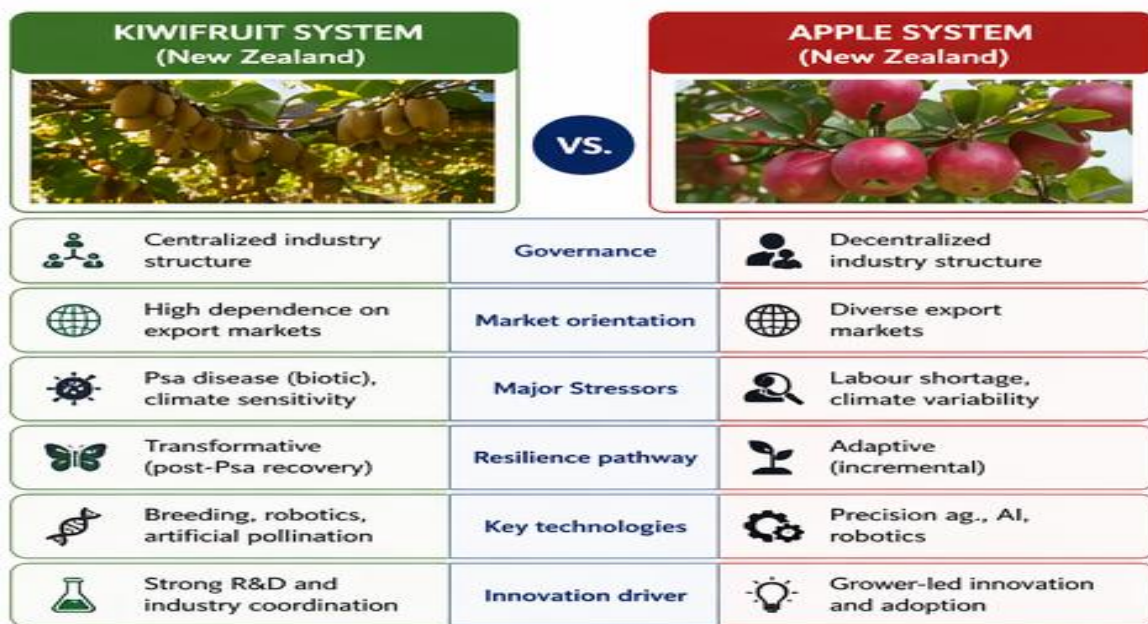 KIWIFRUIT SYSTEM
(New Zealand)
VS.
APPLE SYSTEM
(New Zealand)
Centralized industry
structure
Governance
Decentralized
industry structure
High dependence on
export markets
Market orientation
Diverse export
markets
Psa disease (biotic),
climate sensitivity
Major Stressors
Labour shortage,
climate variability
Transformative
(post-Psa recovery)
Resilience pathway
Adaptive
(incremental)
Breeding, robotics,
artificial pollination
Key technologies
Precision ag., AI,
robotics
Strong R&D and
industry coordination
Innovation driver
Grower-led innovation
and adoption